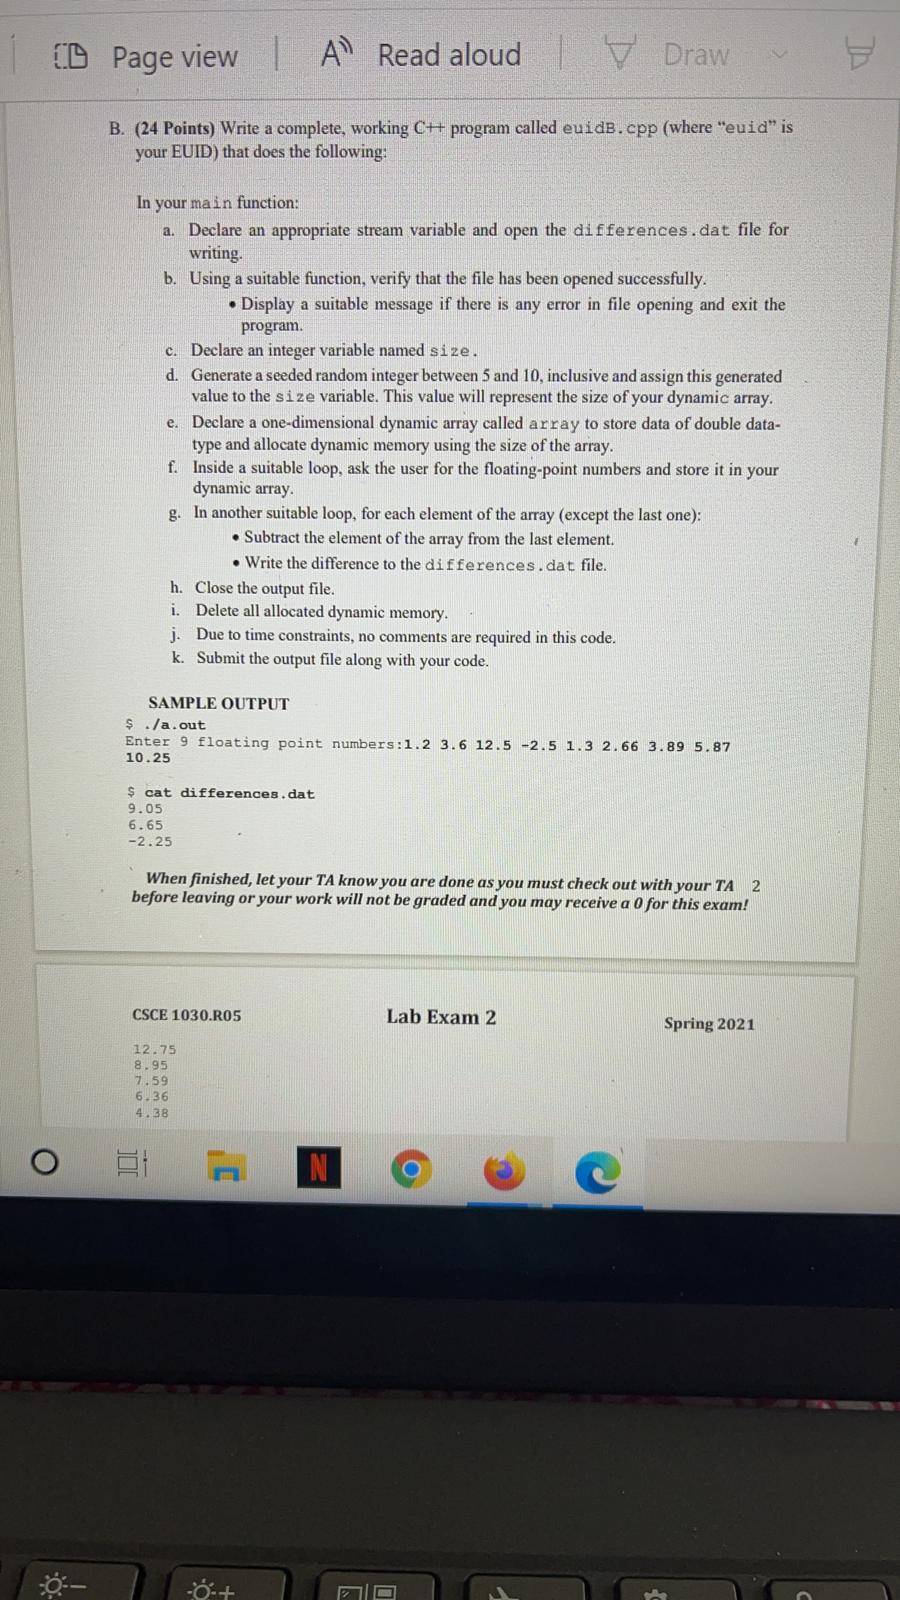 Page view
A Read aloud
Draw
B. (24 Points) Write a complete, working C++ program called euidB.cpp (where “euid” is
your EUID) that does the following:
In your main function:
a. Declare an appropriate stream variable and open the differences.dat file for
writing.
b. Using a suitable function, verify that the file has been opened successfully.
• Display a suitable message if there is any error in file opening and exit the
program.
c. Declare an integer variable named size.
d. Generate a seeded random integer between 5 and 10, inclusive and assign this generated
value to the size variable. This value will represent the size of your dynamic array.
e. Declare a one-dimensional dynamic array called array to store data of double data-
type and allocate dynamic memory using the size of the array.
f. Inside a suitable loop, ask the user for the floating-point numbers and store it in your
dynamic array.
g. In another suitable loop, for each element of the array (except the last one):
• Subtract the element of the array from the last element.
• Write the difference to the differences.dat file.
h. Close the output file.
i. Delete all allocated dynamic memory.
j. Due to time constraints, no comments are required in this code.
k. Submit the output file along with your code.
SAMPLE OUTPUT
$ ./a.out
Enter 9 floating point numbers:1.2 3.6 12.5 -2.5 1.3 2.66 3.89 5.87
10.25
$ cat differences.dat
9.05
6.65
-2.25
When finished, let your TA know you are done as you must check out with your TA 2
before leaving or your work will not be graded and you may receive a 0 for this exam!
CSCE 1030.R05 Lab Exam 2 Spring 2021
12.75
8.95
7.59
6.36
4.38
N